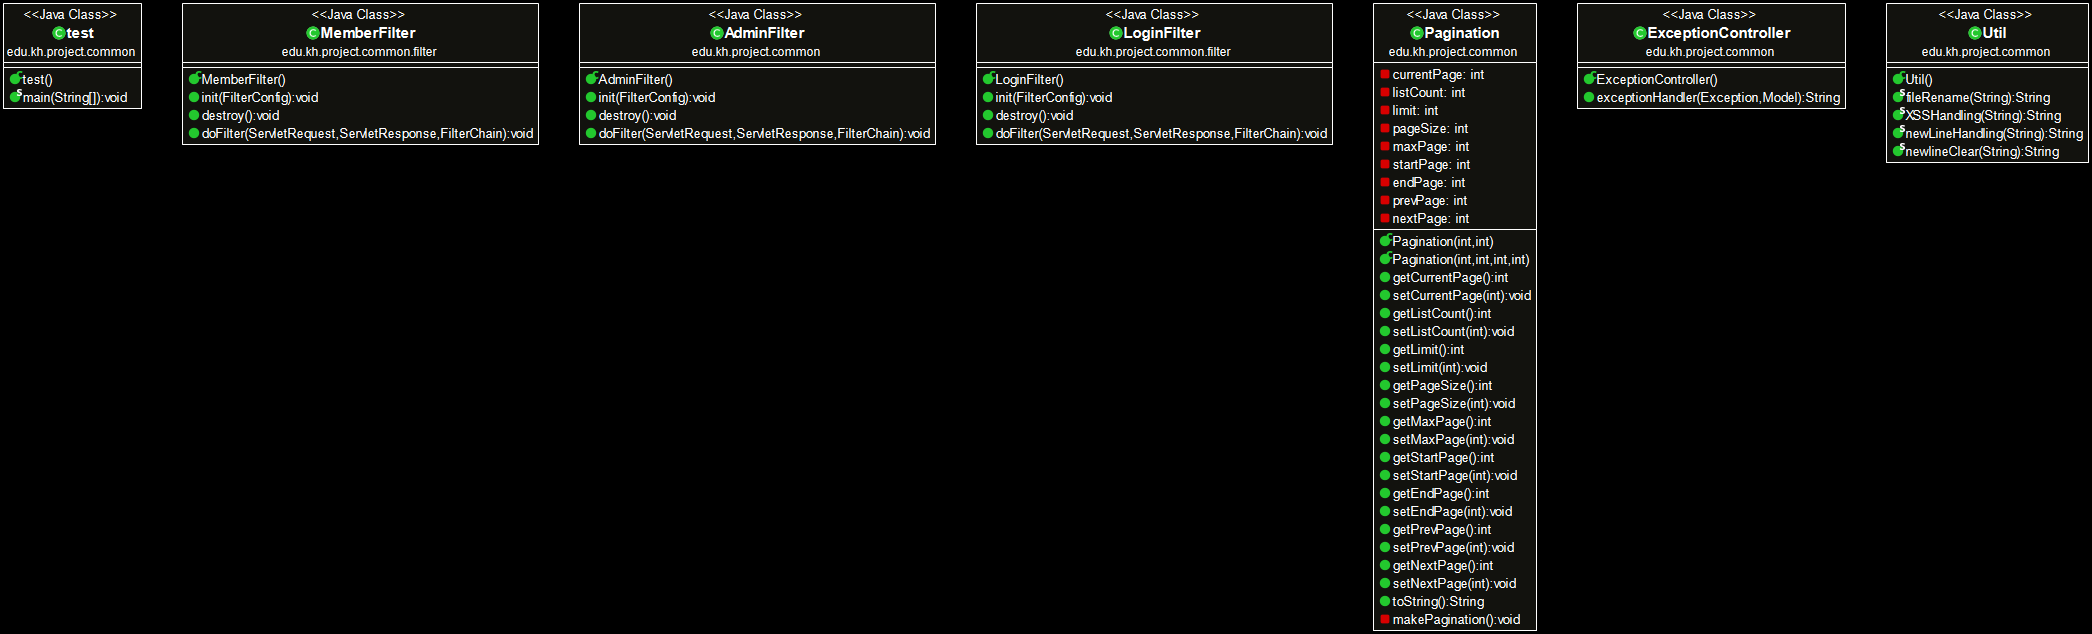 <<Java Class>>
test
edu.kh.project.common
test()
main(String[]):void
<<Java Class>>
MemberFilter
edu.kh.project.common.filter
MemberFilter()
init(FilterConfig):void
destroy():void
doFilter(ServletRequest,ServletResponse,FilterChain):void
<<Java Class>>
AdminFilter
edu.kh.project.common
AdminFilter()
init(FilterConfig):void
destroy():void
doFilter(ServletRequest,ServletResponse,FilterChain):void
<<Java Class>>
LoginFilter
edu.kh.project.common.filter
LoginFilter()
init(FilterConfig):void
destroy():void
doFilter(ServletRequest,ServletResponse,FilterChain):void
<<Java Class>>
Pagination
edu.kh.project.common
currentPage: int
listCount: int
limit: int
pageSize: int
maxPage: int
startPage: int
endPage: int
prevPage: int
nextPage: int
Pagination(int,int)
Pagination(int,int,int,int)
getCurrentPage():int
setCurrentPage(int):void
getListCount():int
setListCount(int):void
getLimit():int
setLimit(int):void
getPageSize():int
setPageSize(int):void
getMaxPage():int
setMaxPage(int):void
getStartPage():int
setStartPage(int):void
getEndPage():int
setEndPage(int):void
getPrevPage():int
setPrevPage(int):void
getNextPage():int
setNextPage(int):void
toString():String
makePagination():void
<<Java Class>>
ExceptionController
edu.kh.project.common
ExceptionController()
exceptionHandler(Exception,Model):String
<<Java Class>>
Util
edu.kh.project.common
Util()
fileRename(String):String
XSSHandling(String):String
newLineHandling(String):String
newlineClear(String):String